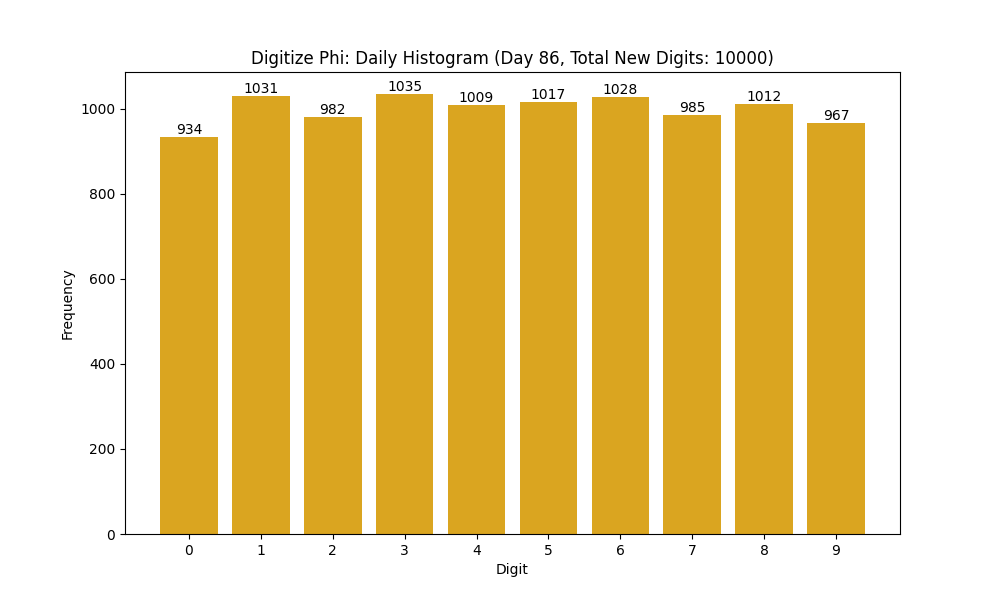 Digitize Phi: Daily Histogram (Day 86, Total New Digits: 10000)
934 1031 982 1035 1009 1017 1028 985 1012 967
1000
800
600
400
200
0
Frequency
0 1 2 3 4 5 6 7 8 9
Digit